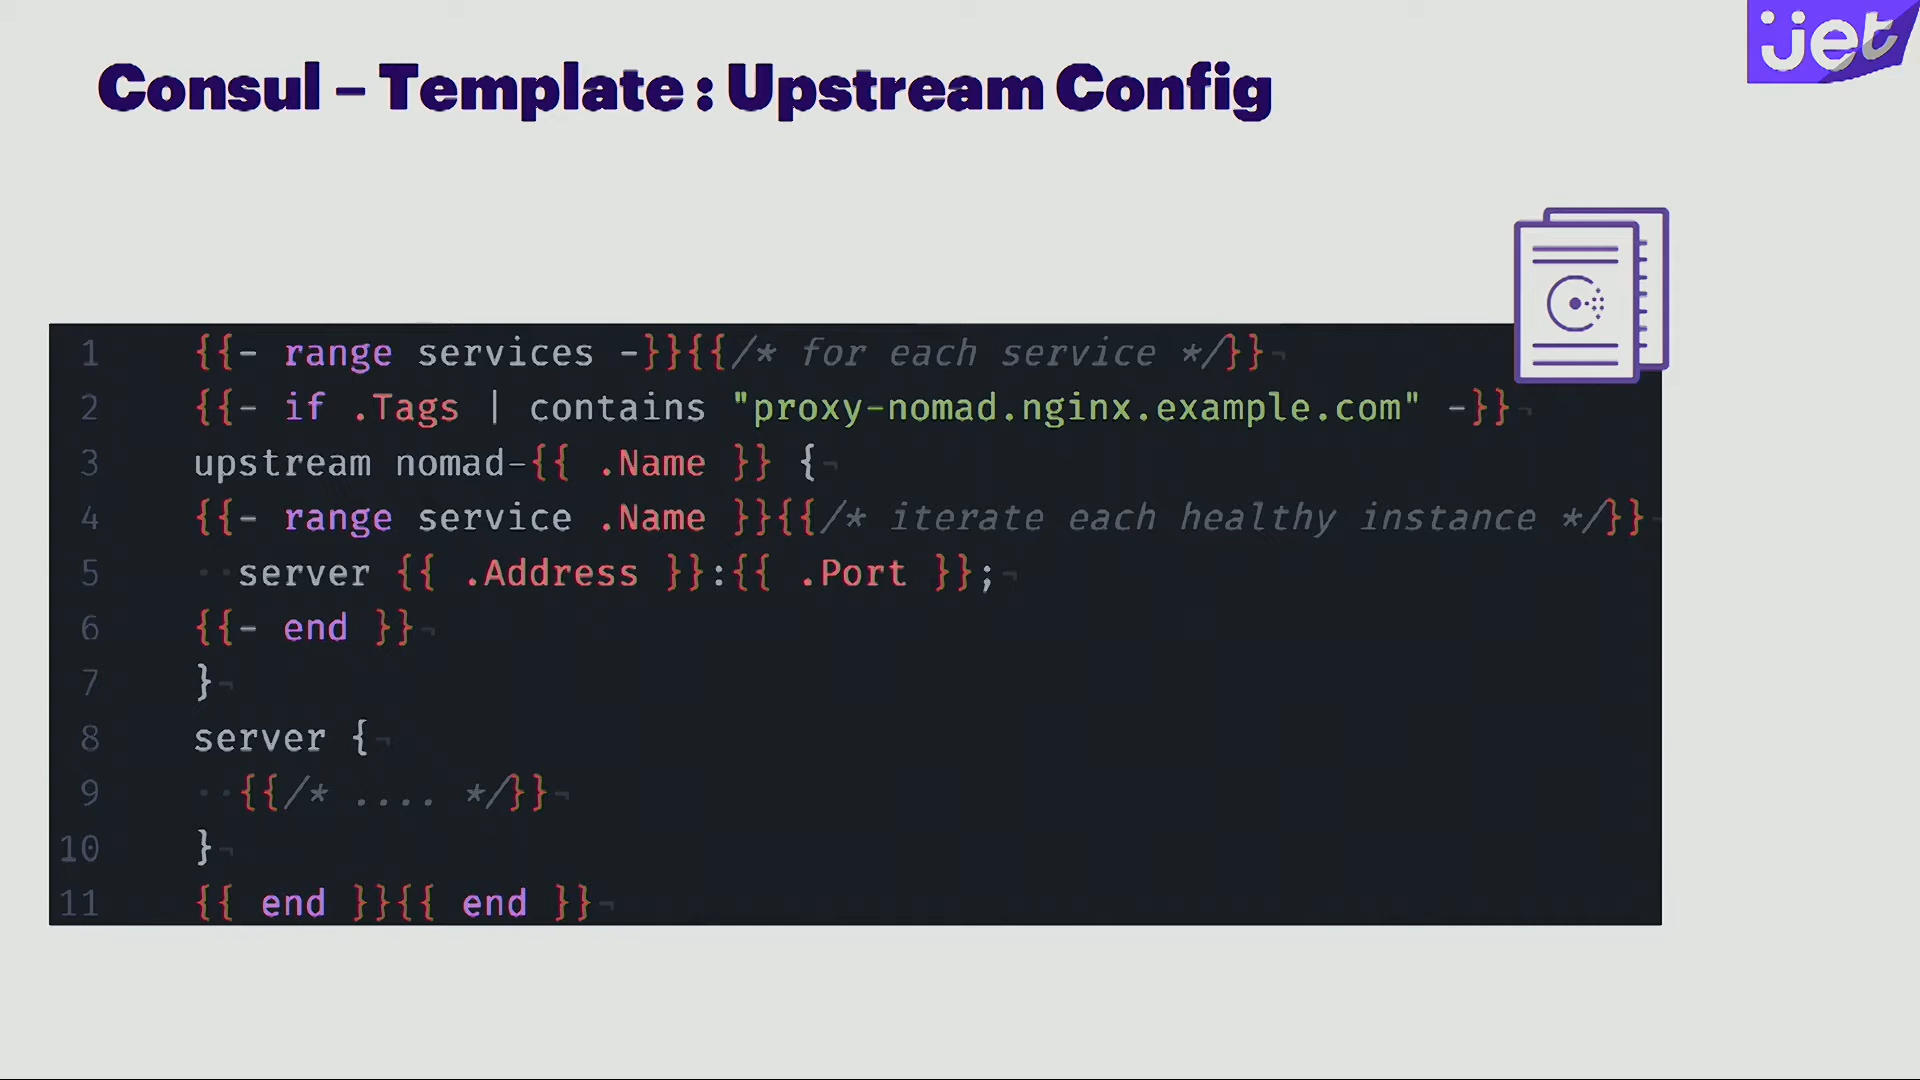 jet
Consul – Template : Upstream Config
1 {{- range services -}}{{/* for each service */}}¬
2 {{- if .Tags | contains "proxy-nomad.nginx.example.com" -}}¬
3 upstream nomad-{{ .Name }} {¬
4 {{- range service .Name }}{{/* iterate each healthy instance */}}¬
5 ··server {{ .Address }}:{{ .Port }};¬
6 {{- end }}¬
7 }¬
8 server {¬
9 ··{{/* .... */}}¬
10 }¬
11 {{ end }}{{ end }}¬